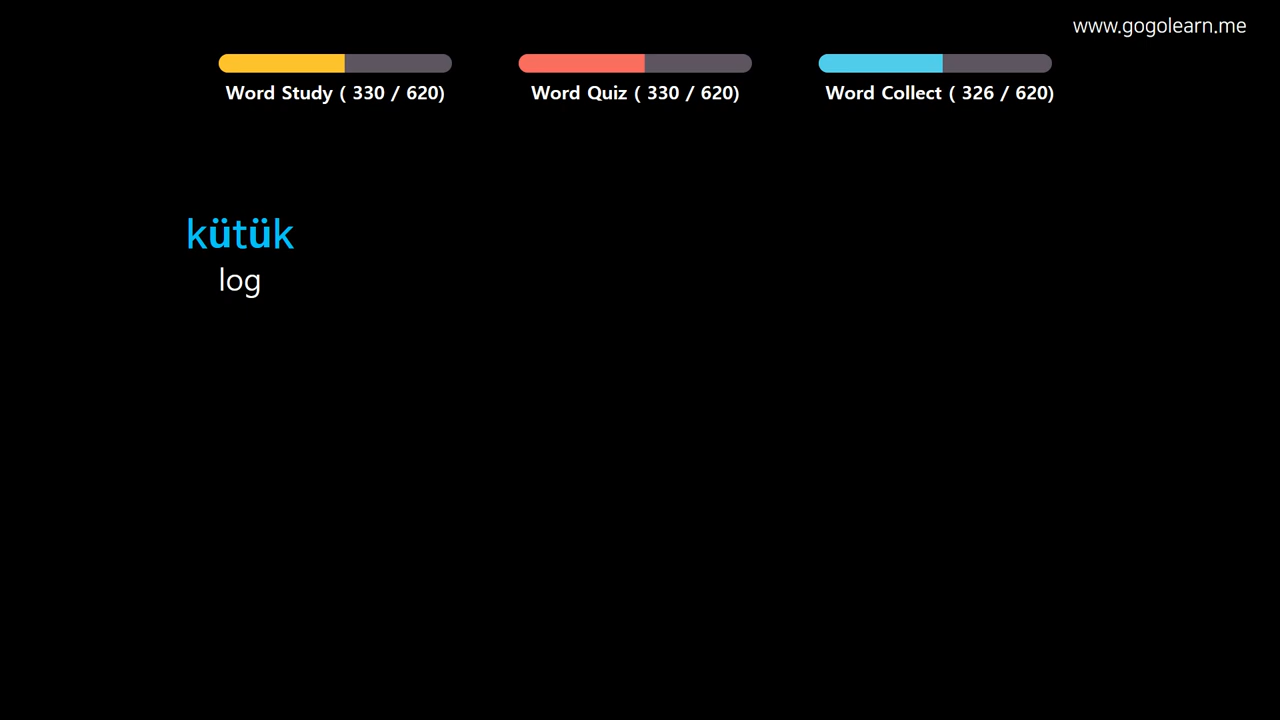 www.gogolearn.me
Word Study ( 330 / 620)
Word Quiz ( 330 / 620)
Word Collect ( 326 / 620)
kütük
log